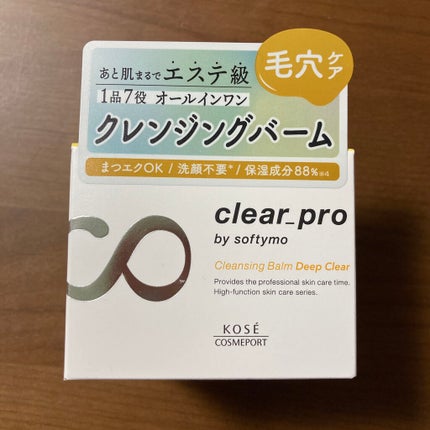 毛穴ケア
あと肌まるでエステ級
1品7役 オールインワン
クレンジングバーム
まつエクOK / 洗顔不要* / 保湿成分88%※4
clear_pro
by softymo
Cleansing Balm Deep Clear
Provides the professional skin care time.
High-function skin care series.
KOSÉ
COSMEPORT